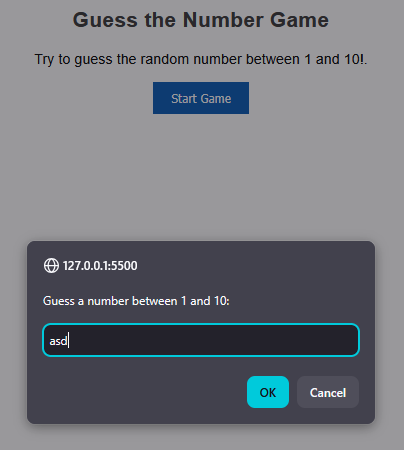 Guess the Number Game
Try to guess the random number between 1 and 10!.
Start Game
127.0.0.1:5500
Guess a number between 1 and 10:
asd
OK
Cancel